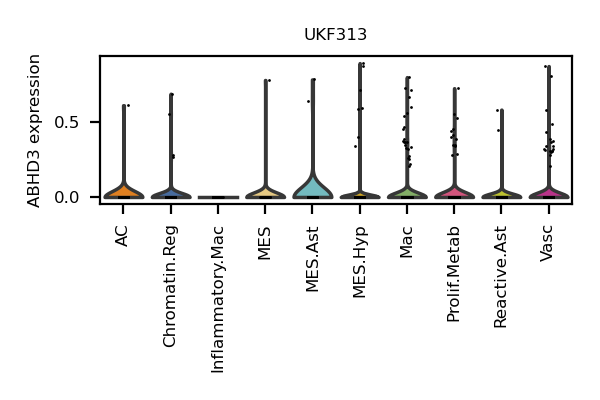 UKF313
ABHD3 expression
0.5
0.0
AC
Chromatin.Reg
Inflammatory.Mac
MES
MES.Ast
MES.Hyp
Mac
Prolif.Metab
Reactive.Ast
Vasc